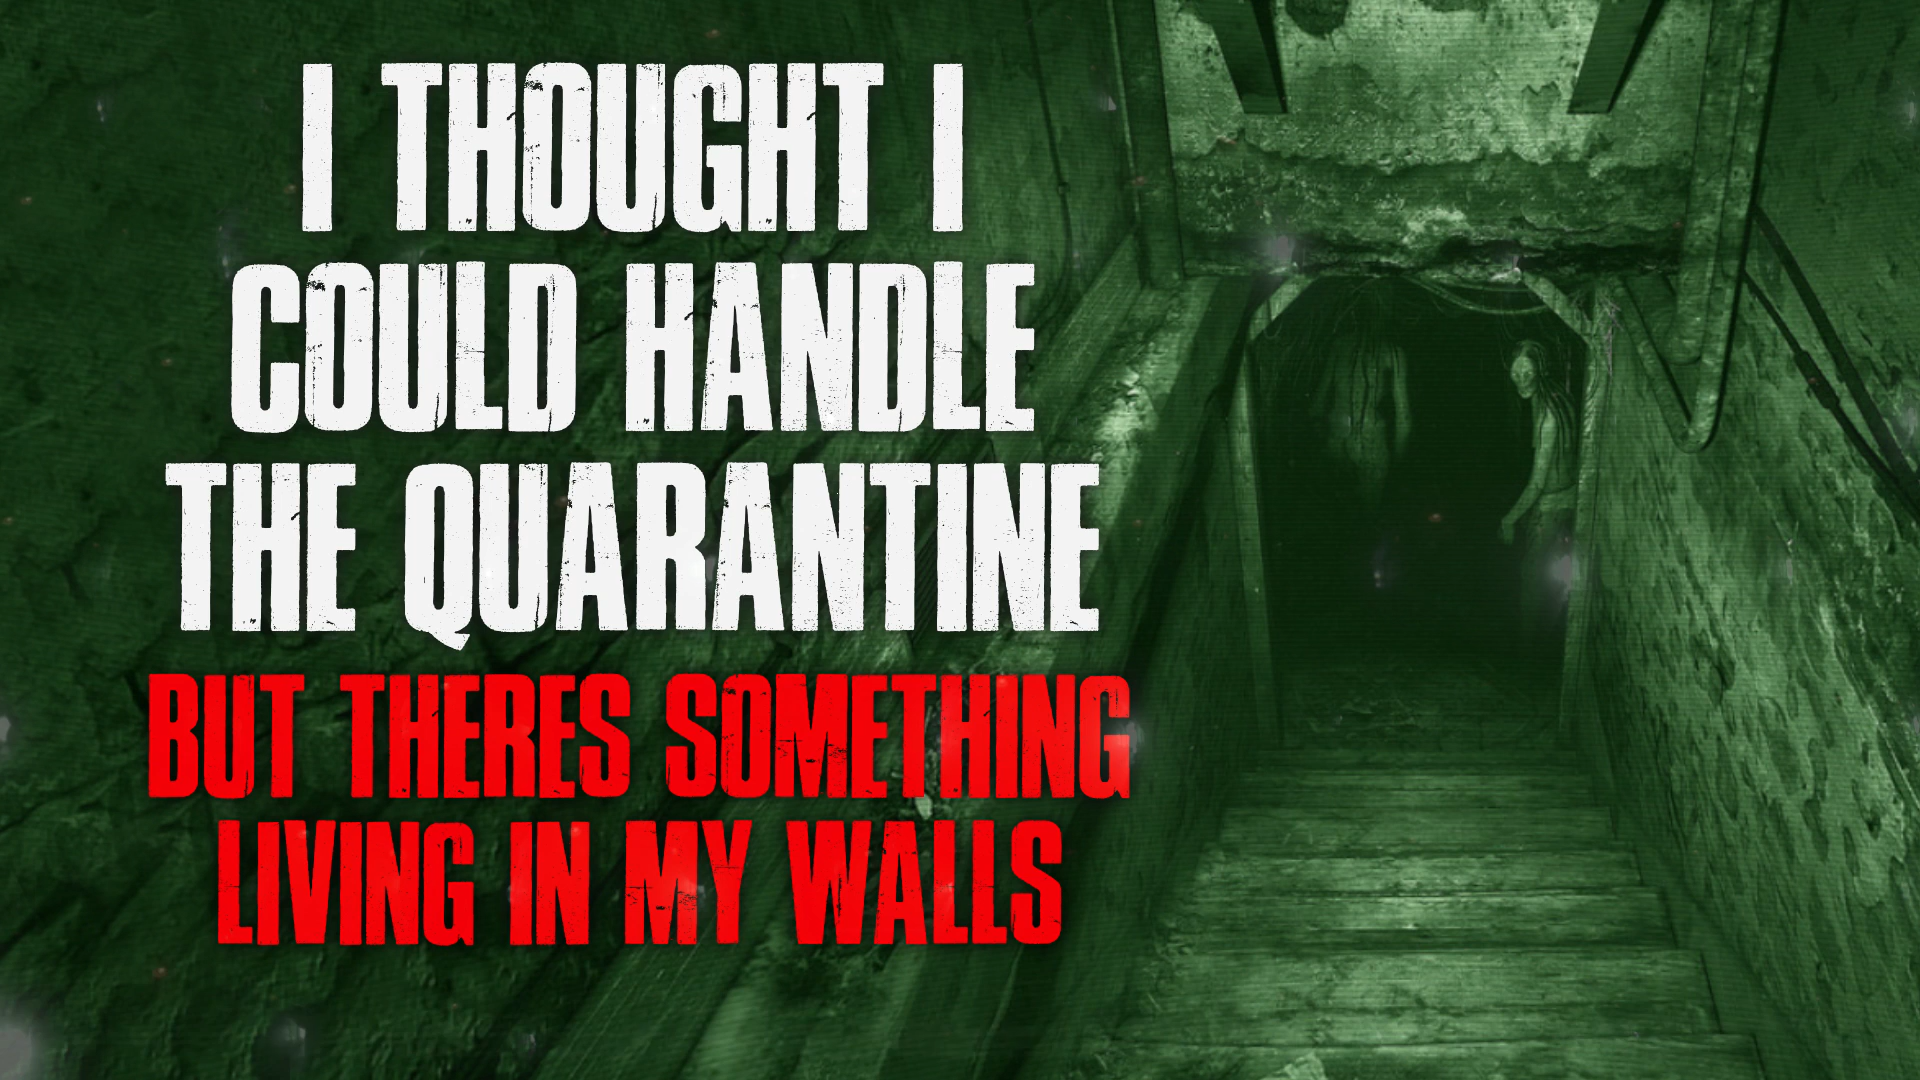 I THOUGHT I
COULD HANDLE
THE QUARANTINE
BUT THERES SOMETHING
LIVING IN MY WALLS